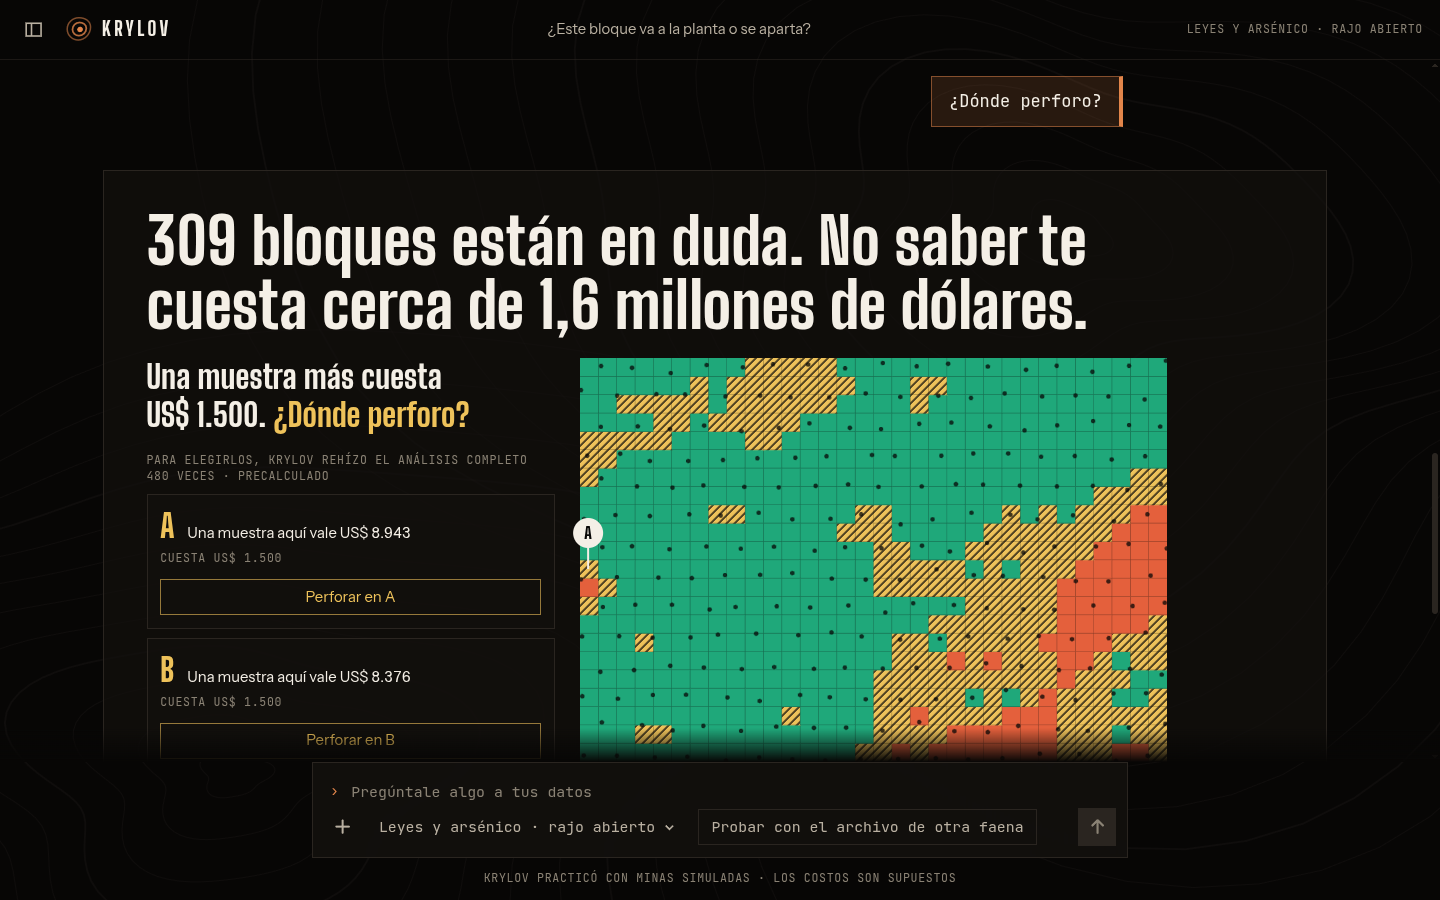 KRYLOV
¿Este bloque va a la planta o se aparta?
LEYES Y ARSÉNICO · RAJO ABIERTO
¿Dónde perforo?
309 bloques están en duda. No saber te
cuesta cerca de 1,6 millones de dólares.
Una muestra más cuesta
US$ 1.500. ¿Dónde perforo?
PARA ELEGIRLOS, KRYLOV REHÍZO EL ANÁLISIS COMPLETO
480 VECES · PRECALCULADO
A Una muestra aquí vale US$ 8.943
CUESTA US$ 1.500
Perforar en A
B Una muestra aquí vale US$ 8.376
CUESTA US$ 1.500
Perforar en B
A
› Pregúntale algo a tus datos
Leyes y arsénico · rajo abierto
Probar con el archivo de otra faena
KRYLOV PRACTICÓ CON MINAS SIMULADAS · LOS COSTOS SON SUPUESTOS